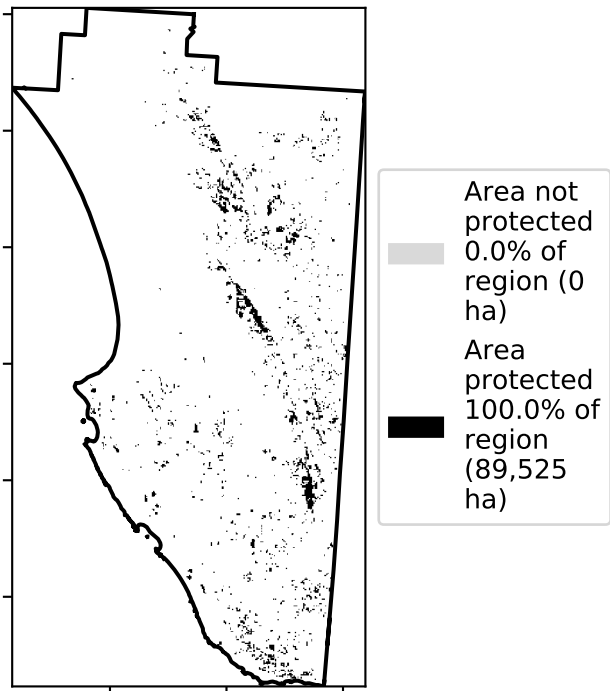 Area not
protected
0.0% of
region (0
ha)
Area
protected
100.0% of
region
(89,525
ha)